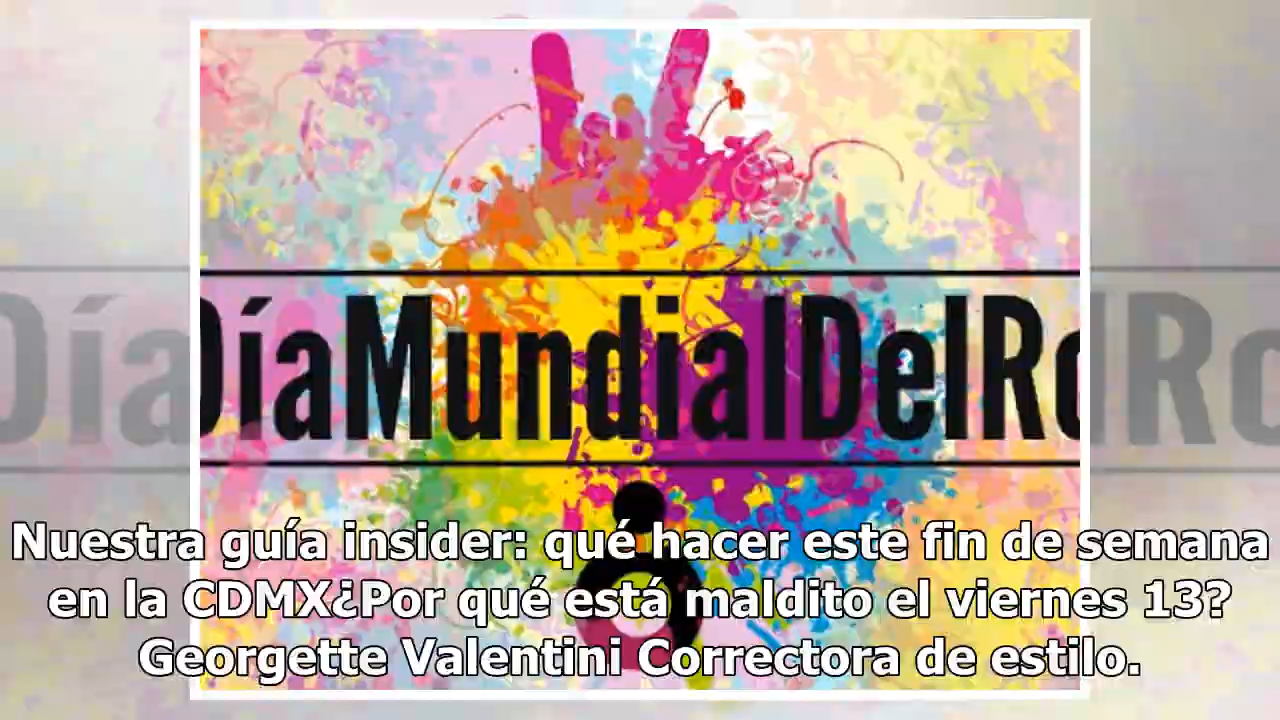 DíaMundialDelRo
Nuestra guía insider: qué hacer este fin de semana
en la CDMX¿Por qué está maldito el viernes 13?
Georgette Valentini Correctora de estilo.